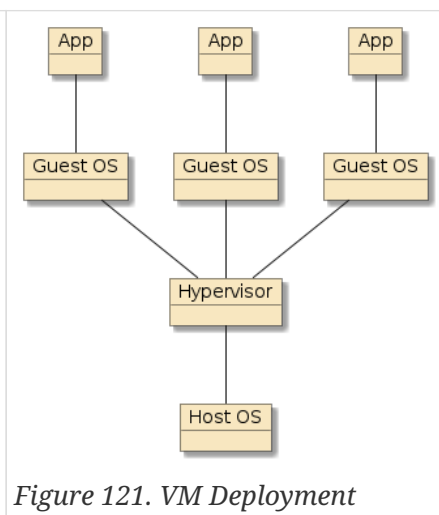 App App App
Guest OS Guest OS Guest OS
Hypervisor
Host OS
Figure 121. VM Deployment